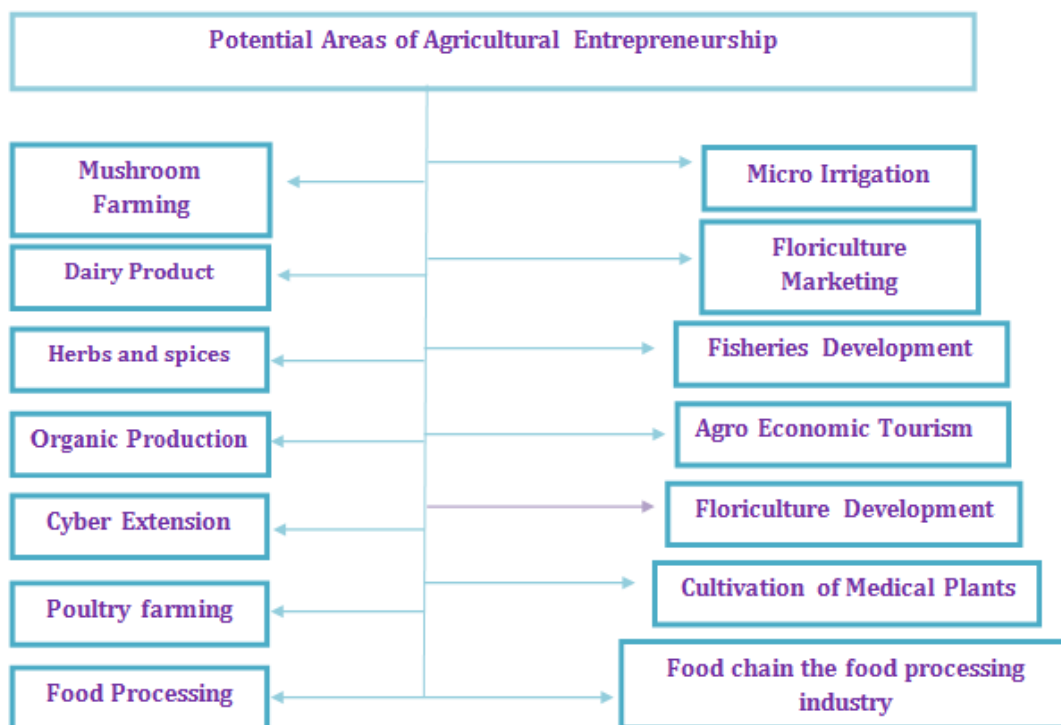 Potential Areas of Agricultural Entrepreneurship
Mushroom
Farming
Dairy Product
Herbs and spices
Organic Production
Cyber Extension
Poultry farming
Food Processing
Micro Irrigation
Floriculture
Marketing
Fisheries Development
Agro Economic Tourism
Floriculture Development
Cultivation of Medical Plants
Food chain the food processing
industry